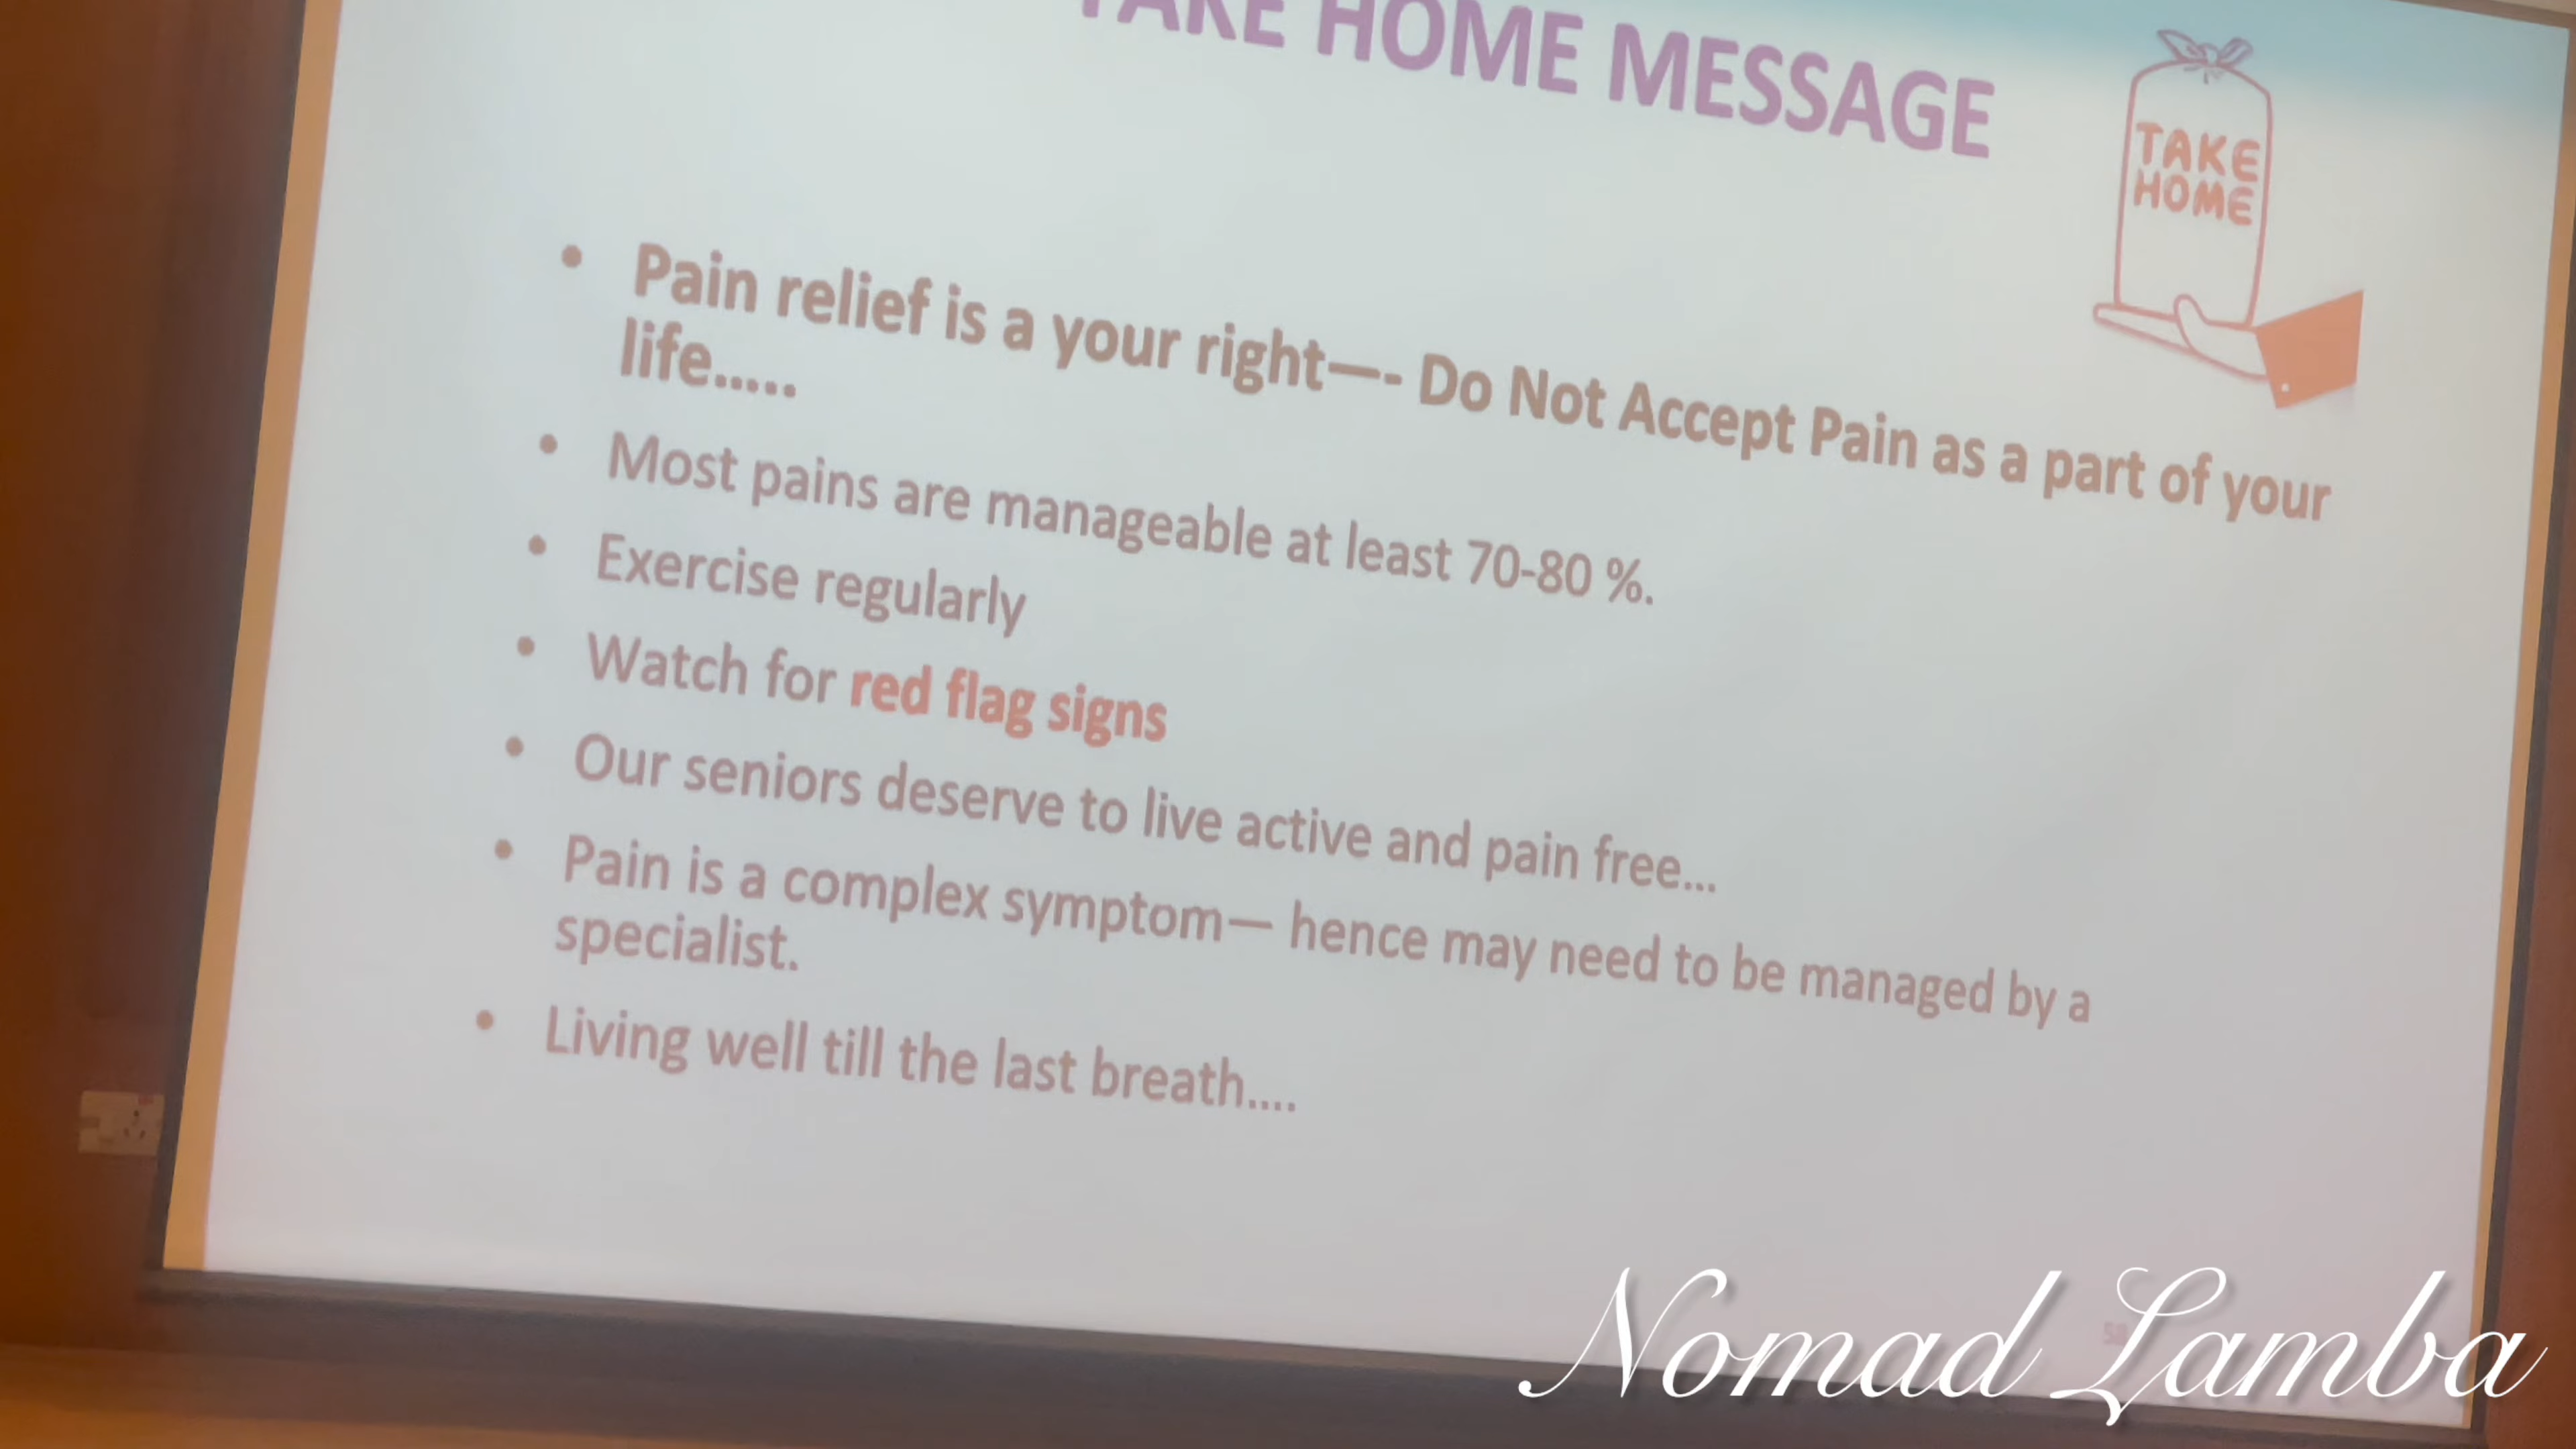 TAKE HOME MESSAGE
TAKE
HOME
• Pain relief is a your right—- Do Not Accept Pain as a part of your
life.....
• Most pains are manageable at least 70-80 %.
• Exercise regularly
• Watch for red flag signs
• Our seniors deserve to live active and pain free...
• Pain is a complex symptom— hence may need to be managed by a
specialist.
• Living well till the last breath....
Nomad Lamba